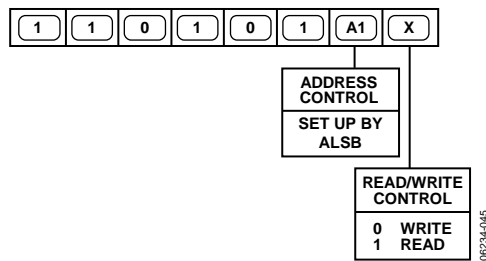 1 1 0 1 0 1 A1 X
ADDRESS
CONTROL
SET UP BY
ALSB
READ/WRITE
CONTROL
0 WRITE
1 READ
06234-045